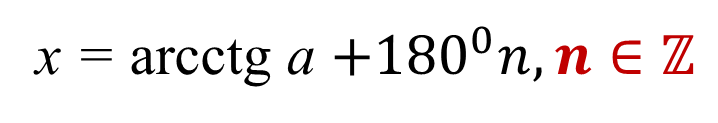 x = arcctg a +180⁰n, n ∈ ℤ